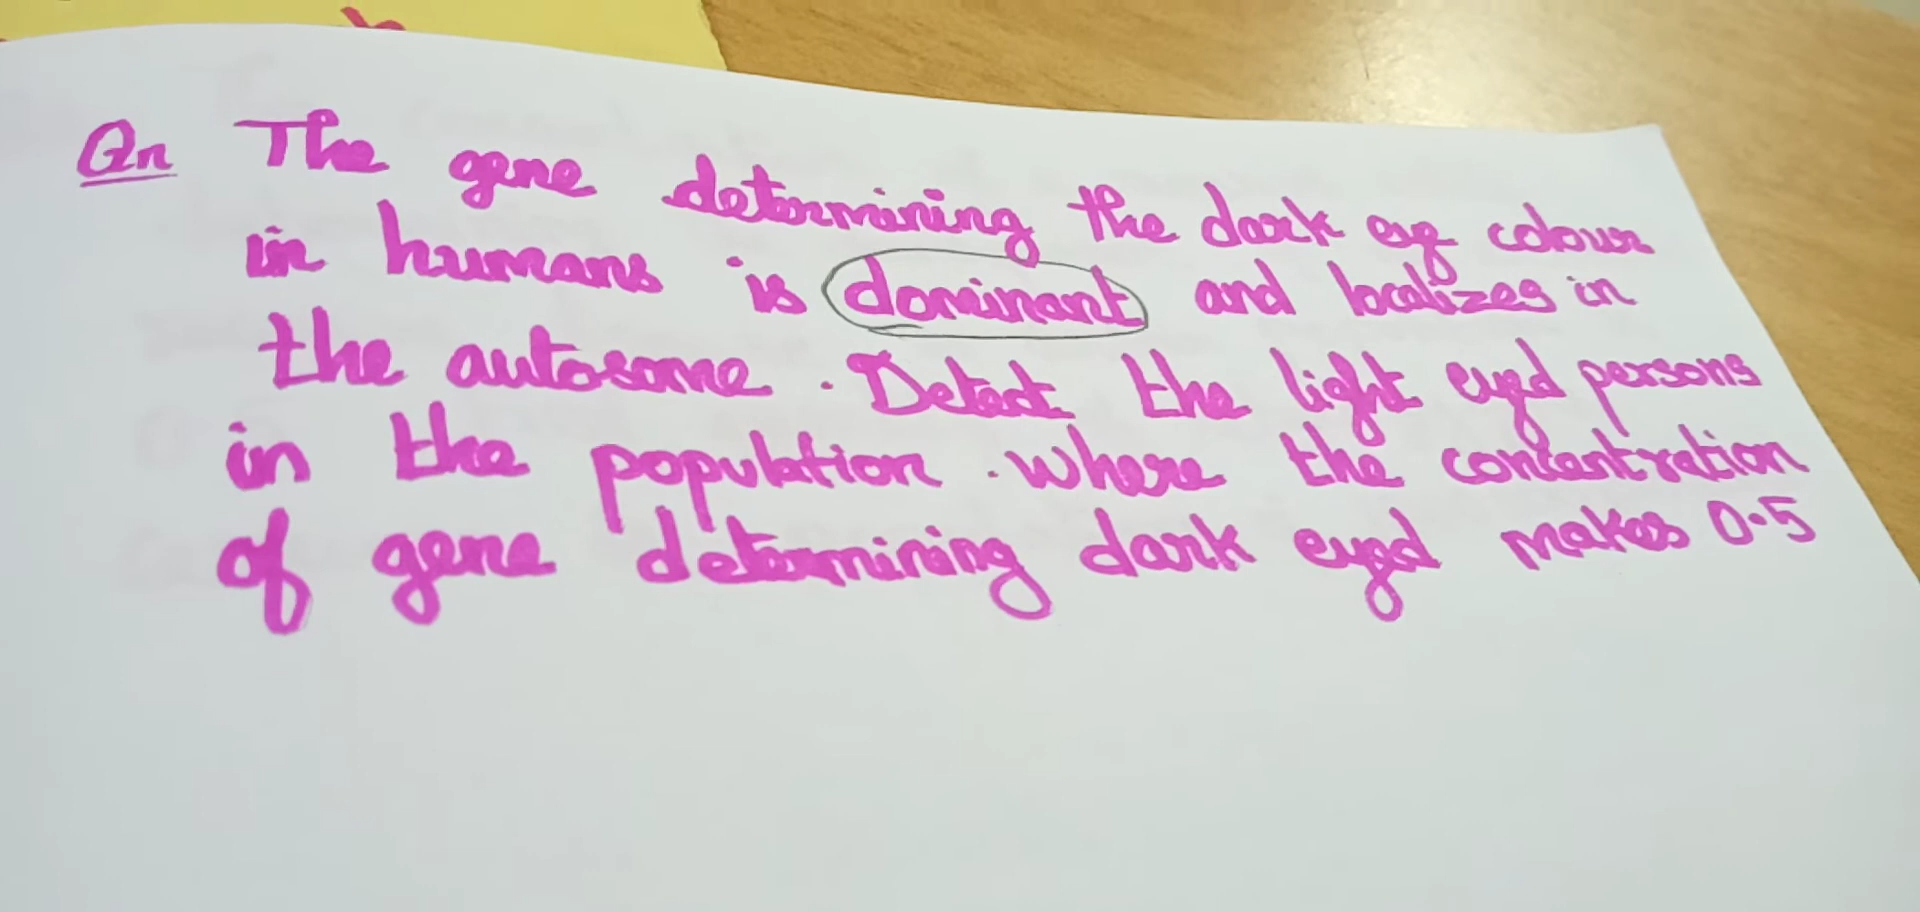 Qn The gene determining the dark eye colour
in humans is dominant and localizes in
the autosome. Detect the light eyed persons
in the population. where the concentration
of gene determining dark eyed makes 0.5